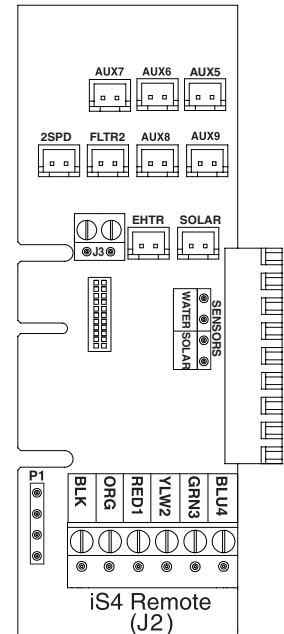 AUX7 AUX6 AUX5
2SPD FLTR2 AUX8 AUX9
EHTR SOLAR
J3
SENSORS
WATER SOLAR
P1
BLK ORG RED1 YLW2 GRN3 BLU4
iS4 Remote
(J2)